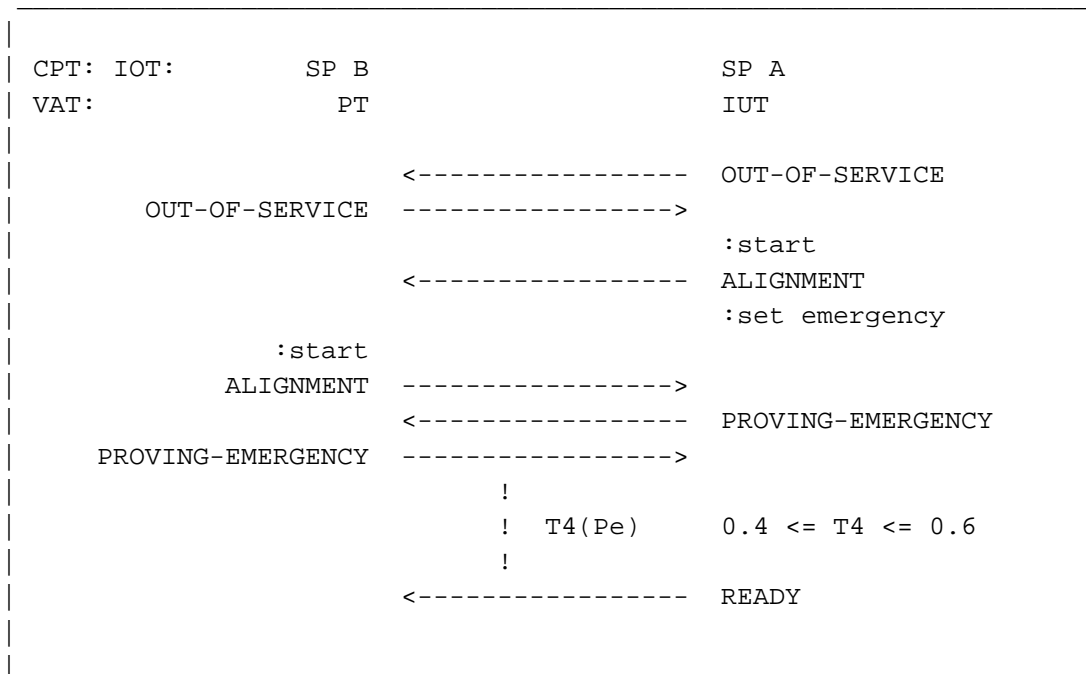 CPT: IOT: SP B SP A
VAT: PT IUT
<----------------- OUT-OF-SERVICE
OUT-OF-SERVICE ----------------->
:start
<----------------- ALIGNMENT
:set emergency
:start
ALIGNMENT ----------------->
<----------------- PROVING-EMERGENCY
PROVING-EMERGENCY ----------------->
!
! T4(Pe) 0.4 <= T4 <= 0.6
!
<----------------- READY